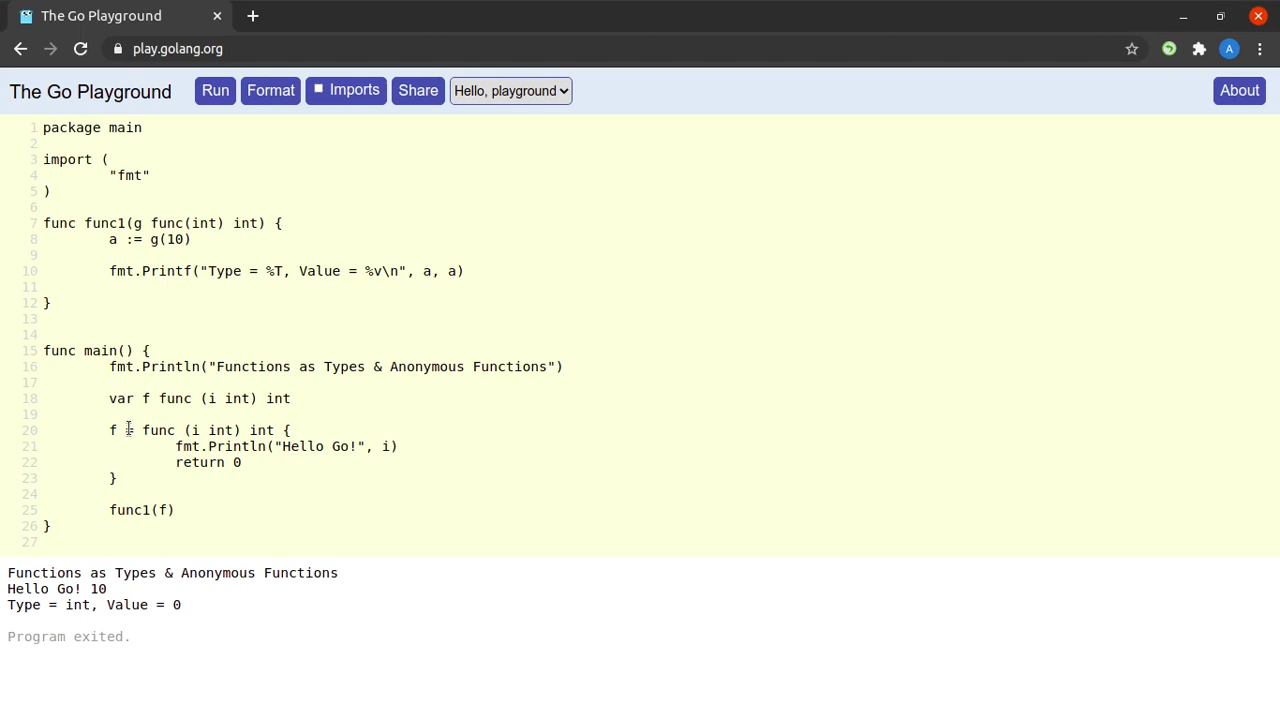 The Go Playground
play.golang.org
A
The Go Playground Run Format Imports Share Hello, playground About
1 package main
2
3 import (
4 "fmt"
5 )
6
7 func func1(g func(int) int) {
8 a := g(10)
9
10 fmt.Printf("Type = %T, Value = %v\n", a, a)
11
12 }
13
14
15 func main() {
16 fmt.Println("Functions as Types & Anonymous Functions")
17
18 var f func (i int) int
19
20 f = func (i int) int {
21 fmt.Println("Hello Go!", i)
22 return 0
23 }
24
25 func1(f)
26 }
27
Functions as Types & Anonymous Functions
Hello Go! 10
Type = int, Value = 0
Program exited.